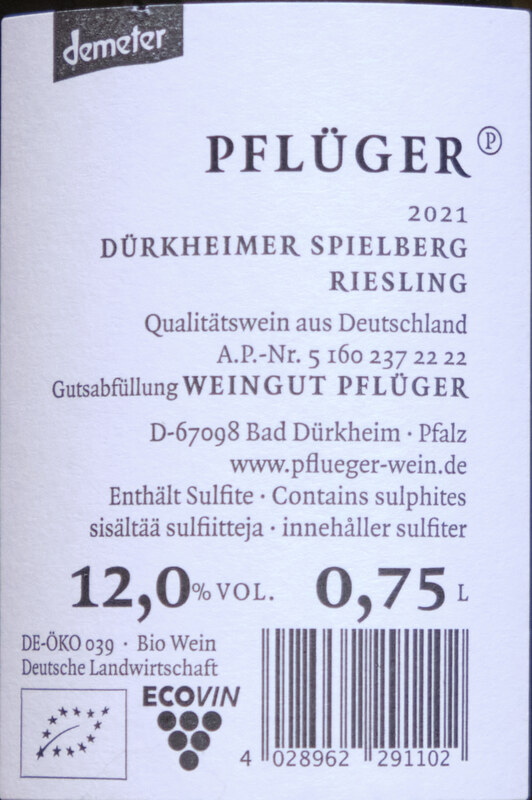 demeter
PFLÜGER Ⓟ
2021
DÜRKHEIMER SPIELBERG
RIESLING
Qualitätswein aus Deutschland
A.P.-Nr. 5 160 237 22 22
Gutsabfüllung WEINGUT PFLÜGER
D-67098 Bad Dürkheim · Pfalz
www.pflueger-wein.de
Enthält Sulfite · Contains sulphites
sisältää sulfiitteja · innehåller sulfiter
12,0 % VOL. 0,75 L
DE-ÖKO 039 · Bio Wein
Deutsche Landwirtschaft
ECOVIN
4 028962 291102